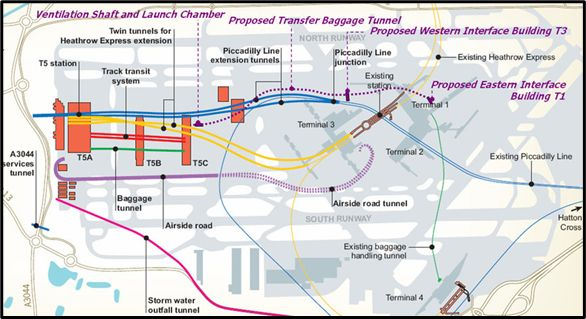 Ventilation Shaft and Launch Chamber
Proposed Transfer Baggage Tunnel
Twin tunnels for
Heathrow Express extension
Piccadilly Line
extension tunnels
NORTH RUNWAY
Piccadilly Line
junction
Proposed Western Interface Building T3
T5 station
Track transit
system
Existing
station
Existing Heathrow Express
Proposed Eastern Interface
Building T1
Terminal 1
Terminal 3
Terminal 2
A3044
services
tunnel
T5A
T5B
T5C
Existing Piccadilly Line
Baggage
tunnel
Airside road
Airside road tunnel
SOUTH RUNWAY
Hatton
Cross
Existing baggage
handling tunnel
A3044
Storm water
outfall tunnel
Terminal 4